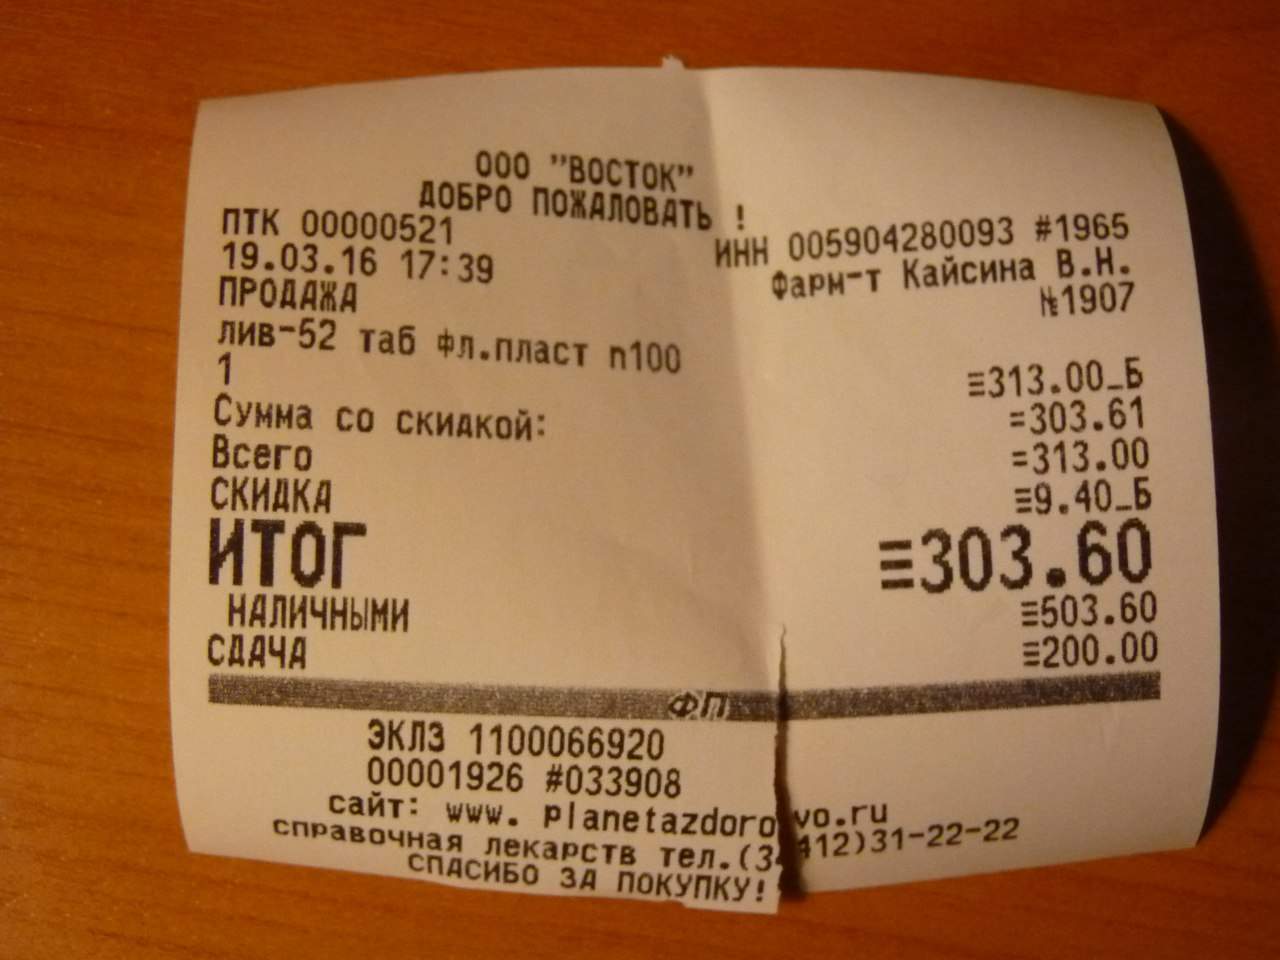 ООО "ВОСТОК"
ДОБРО ПОЖАЛОВАТЬ !
ПТК 00000521 ИНН 005904280093 #1965
19.03.16 17:39 Фарм-т Кайсина В.Н.
ПРОДАЖА №1907
лив-52 таб фл.пласт n100
1 ≡313.00_Б
Сумма со скидкой: =303.61
Всего =313.00
СКИДКА ≡9.40_Б
ИТОГ ≡303.60
НАЛИЧНЫМИ ≡503.60
СДАЧА ≡200.00
ФП
ЭКЛЗ 1100066920
00001926 #033908
сайт: www. planetazdorovo.ru
справочная лекарств тел.(3412)31-22-22
СПАСИБО ЗА ПОКУПКУ!